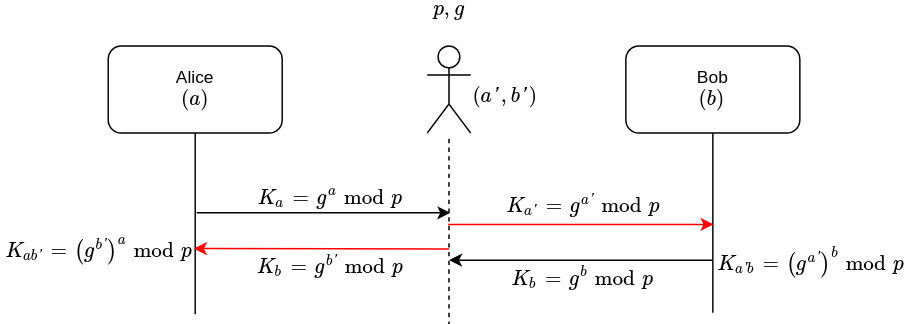 p, g
Alice
(a)
(a', b')
Bob
(b)
K_a = g^a mod p
K_{a'} = g^{a'} mod p
K_{ab'} = (g^{b'})^a mod p
K_b = g^{b'} mod p
K_b = g^b mod p
K_{a'b} = (g^{a'})^b mod p